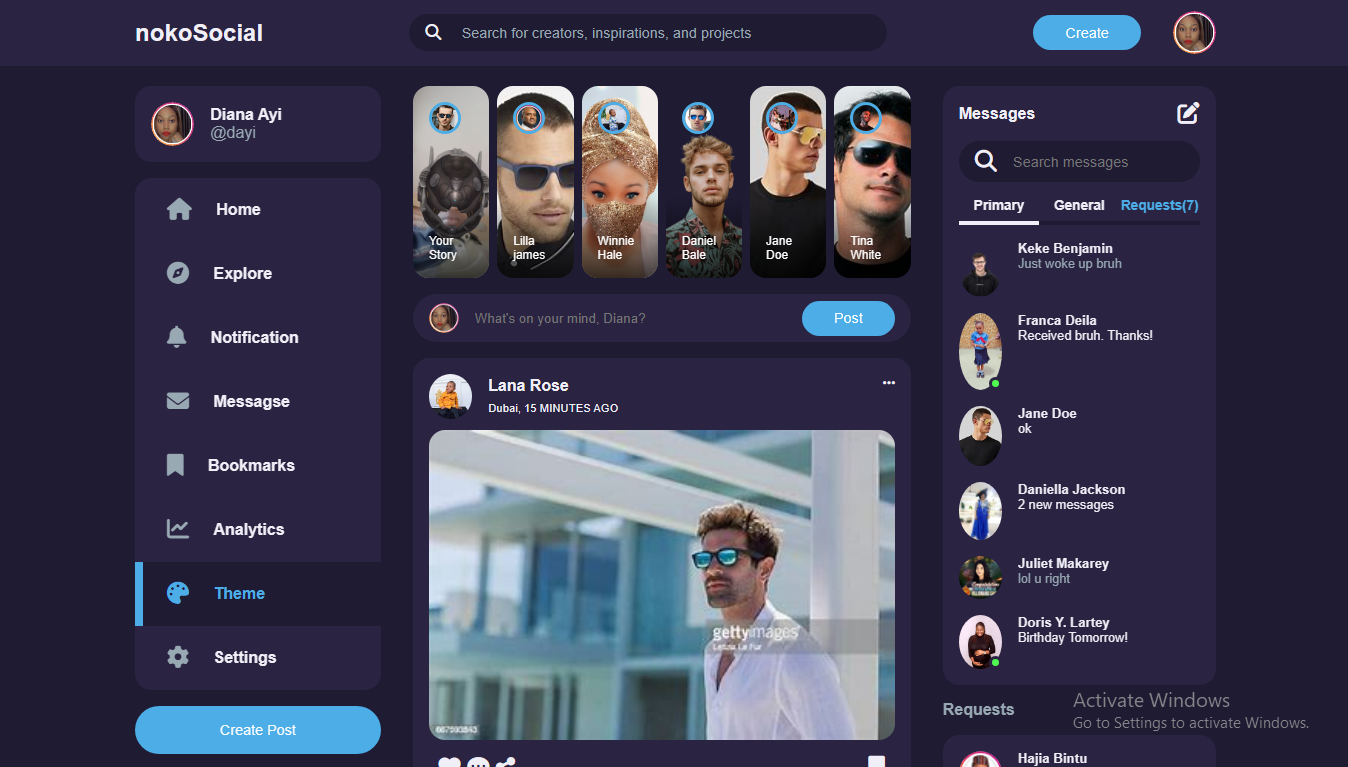 nokoSocial
Search for creators, inspirations, and projects
Create
Diana Ayi
@dayi
Home
Explore
Notification
Messagse
Bookmarks
Analytics
Theme
Settings
Create Post
Your
Story
Lilla
james
Winnie
Hale
Daniel
Bale
Jane
Doe
Tina
White
What's on your mind, Diana?
Post
Lana Rose
Dubai, 15 MINUTES AGO
gettyimages
Letizia Le Fur
667993843
Messages
Search messages
Primary
General
Requests(7)
Keke Benjamin
Just woke up bruh
Franca Deila
Received bruh. Thanks!
Jane Doe
ok
Daniella Jackson
2 new messages
Juliet Makarey
lol u right
Doris Y. Lartey
Birthday Tomorrow!
Requests
Activate Windows
Go to Settings to activate Windows.
Hajia Bintu